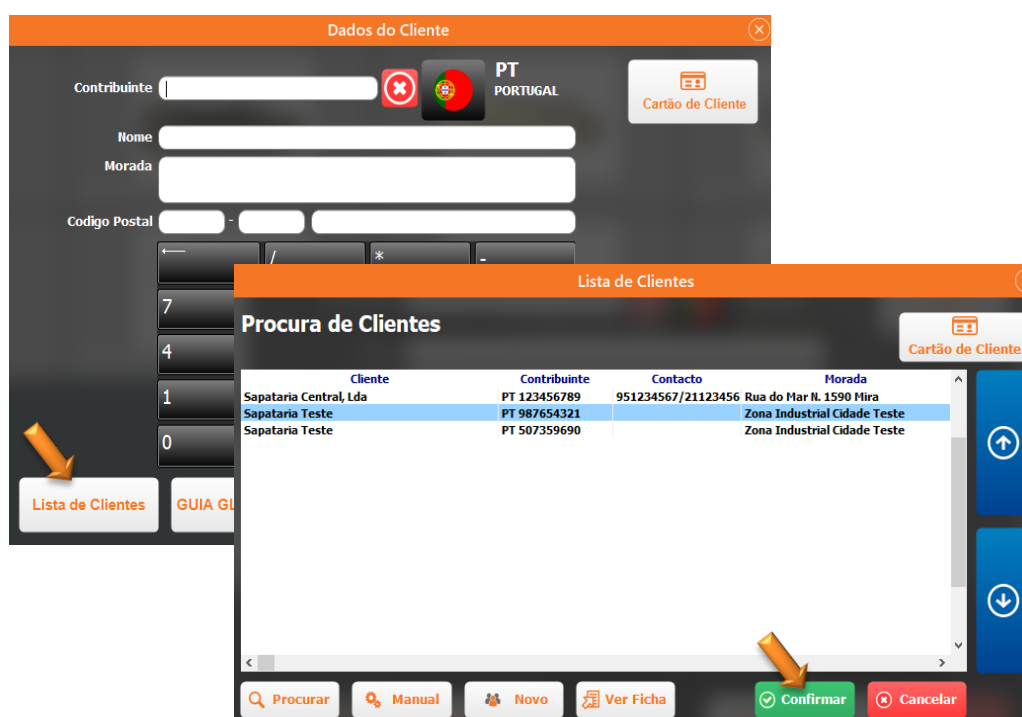 Dados do Cliente
Contribuinte
PT
PORTUGAL
Cartão de Cliente
Nome
Morada
Codigo Postal
-
/
*
-
7
4
1
0
Lista de Clientes
GUIA
Lista de Clientes
Procura de Clientes
Cartão de Cliente
Cliente Contribuinte Contacto Morada
Sapataria Central, Lda PT 123456789 951234567/21123456 Rua do Mar N. 1590 Mira
Sapataria Teste PT 987654321 Zona Industrial Cidade Teste
Sapataria Teste PT 507359690 Zona Industrial Cidade Teste
Procurar
Manual
Novo
Ver Ficha
Confirmar
Cancelar